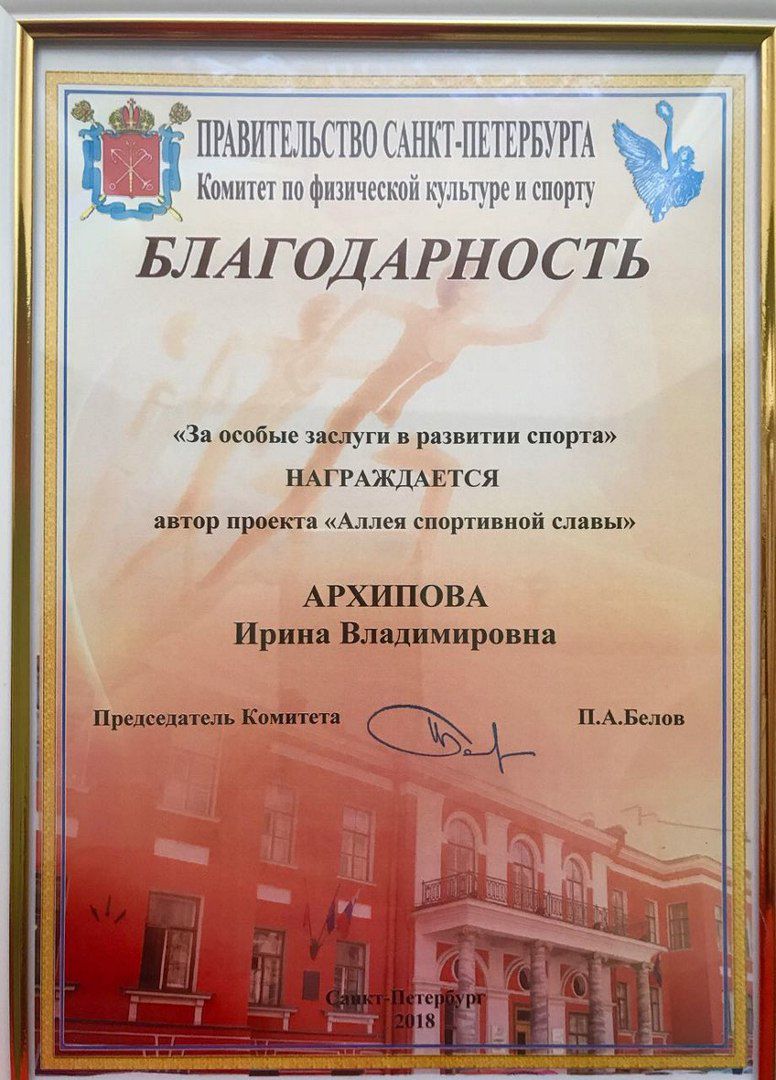 ПРАВИТЕЛЬСТВО САНКТ-ПЕТЕРБУРГА
Комитет по физической культуре и спорту
БЛАГОДАРНОСТЬ
«За особые заслуги в развитии спорта»
НАГРАЖДАЕТСЯ
автор проекта «Аллея спортивной славы»
АРХИПОВА
Ирина Владимировна
Председатель Комитета П.А.Белов
Санкт-Петербург
2018